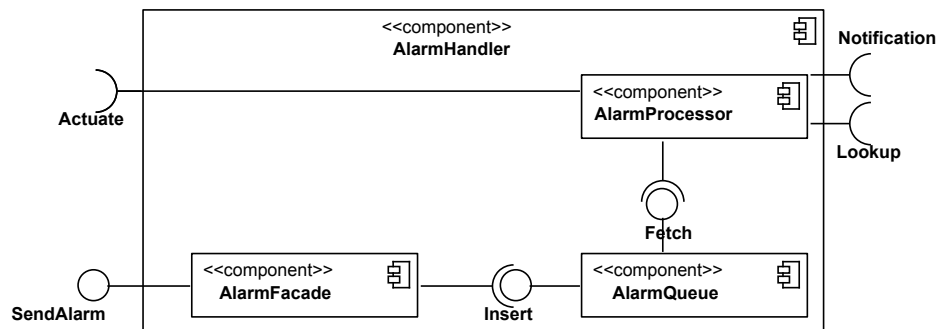 <<component>>
AlarmHandler
Notification
Actuate
<<component>>
AlarmProcessor
Lookup
Fetch
<<component>>
AlarmFacade
<<component>>
AlarmQueue
SendAlarm
Insert